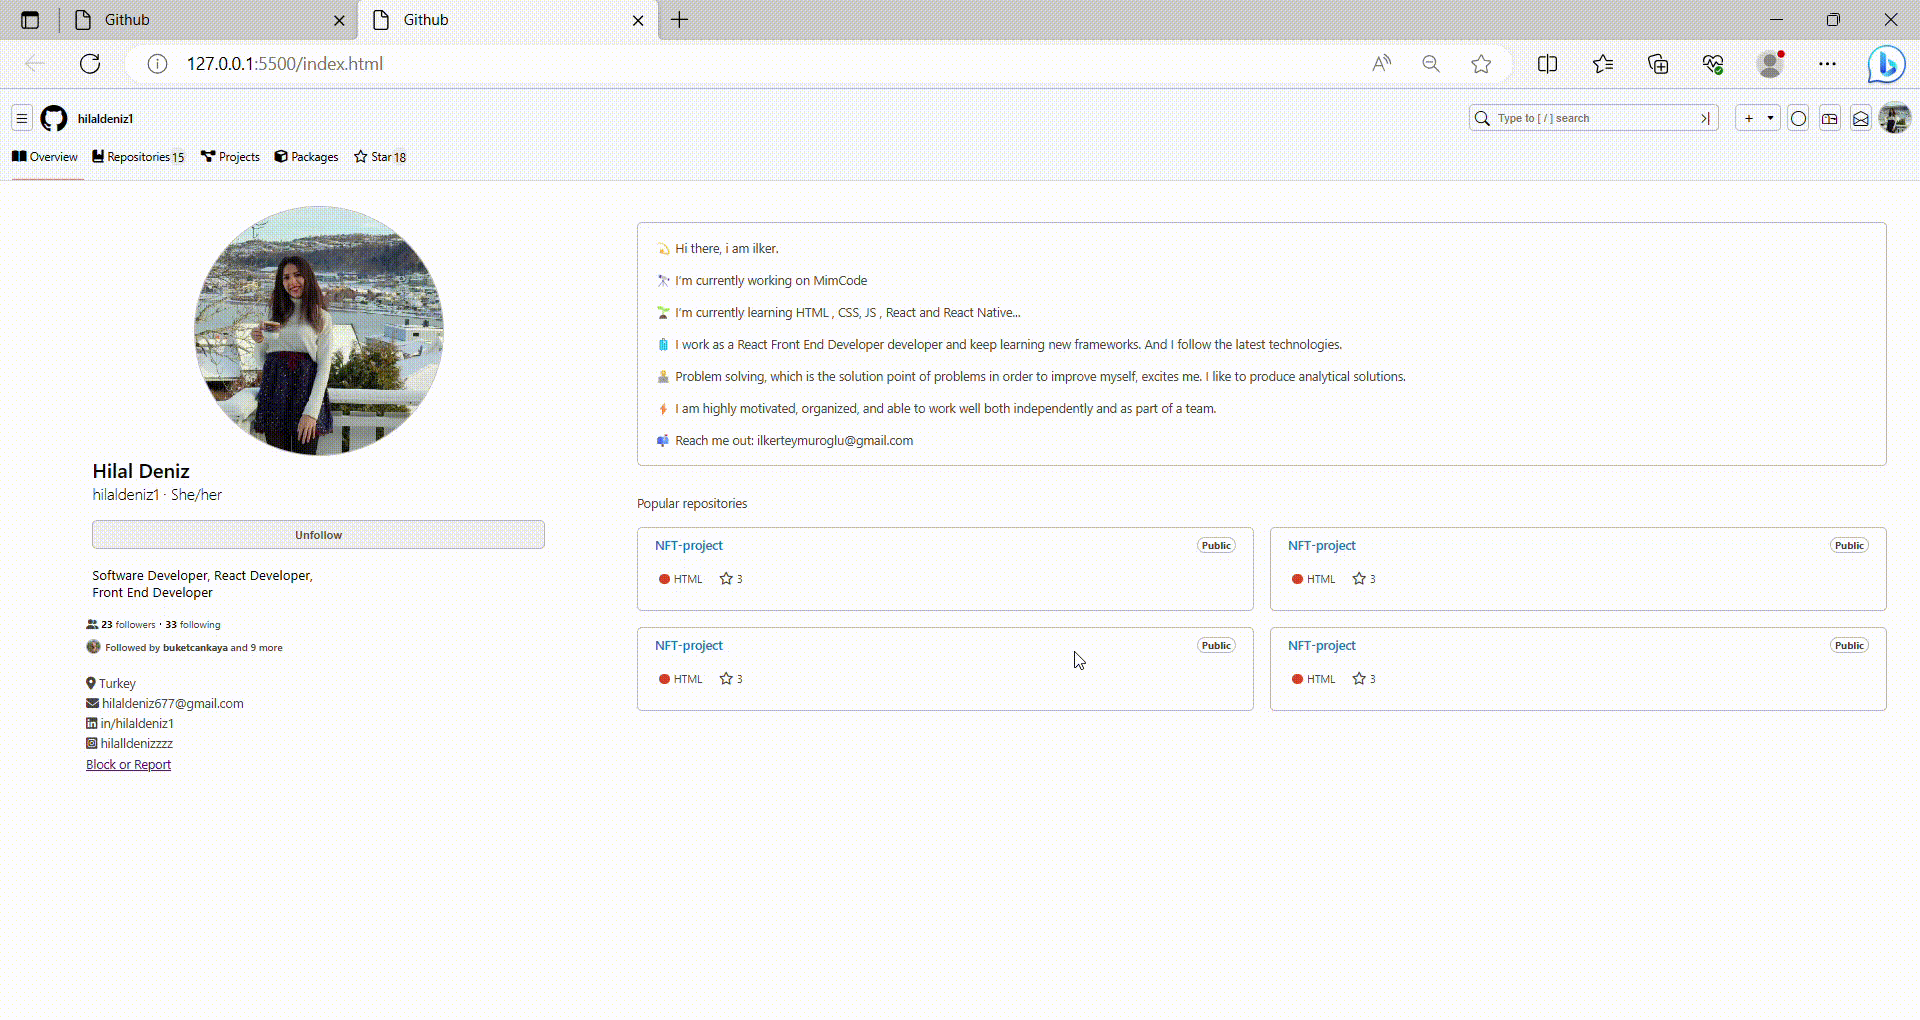 Github
Github
127.0.0.1:5500/index.html
hilaldeniz1
Type to [ / ] search
Overview
Repositories 15
Projects
Packages
Star 18
Hilal Deniz
hilaldeniz1 · She/her
Unfollow
Software Developer, React Developer,
Front End Developer
23 followers · 33 following
Followed by buketcankaya and 9 more
Turkey
hilaldeniz677@gmail.com
in/hilaldeniz1
hilalldenizzzz
Block or Report
Hi there, i am ilker.
I'm currently working on MimCode
I'm currently learning HTML , CSS, JS , React and React Native...
I work as a React Front End Developer developer and keep learning new frameworks. And I follow the latest technologies.
Problem solving, which is the solution point of problems in order to improve myself, excites me. I like to produce analytical solutions.
I am highly motivated, organized, and able to work well both independently and as part of a team.
Reach me out: ilkerteymuroglu@gmail.com
Popular repositories
NFT-project Public
HTML 3
NFT-project Public
HTML 3
NFT-project Public
HTML 3
NFT-project Public
HTML 3